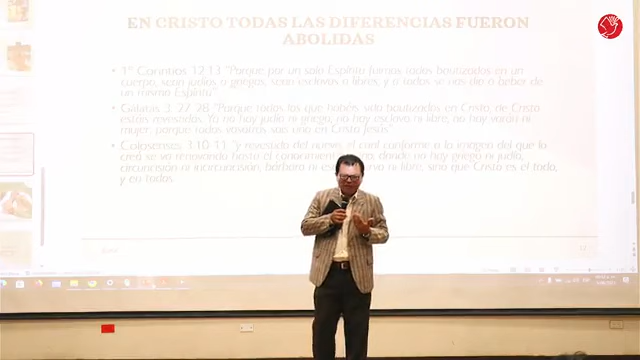 EN CRISTO TODAS LAS DIFERENCIAS FUERON
ABOLIDAS
1° Corintios 12:13 "Porque por un solo Espíritu fuimos todos bautizados en un
cuerpo, sean judíos o griegos, sean esclavos o libres; y a todos se nos dio a beber de
un mismo Espíritu"
Gálatas 3, 27-28 "Porque todos los que habéis sido bautizados en Cristo, de Cristo
estáis revestidos. Ya no hay judío ni griego; no hay esclavo ni libre; no hay varón ni
mujer; porque todos vosotros sois uno en Cristo Jesús"
Colosenses 3:10-11 "y revestido del nuevo, el cual conforme a la imagen del que lo
creó se va renovando hasta el conocimiento donde no hay griego ni judío,
circuncisión ni incircuncisión, bárbaro ni ni libre, sino que Cristo es el todo,
y en todos